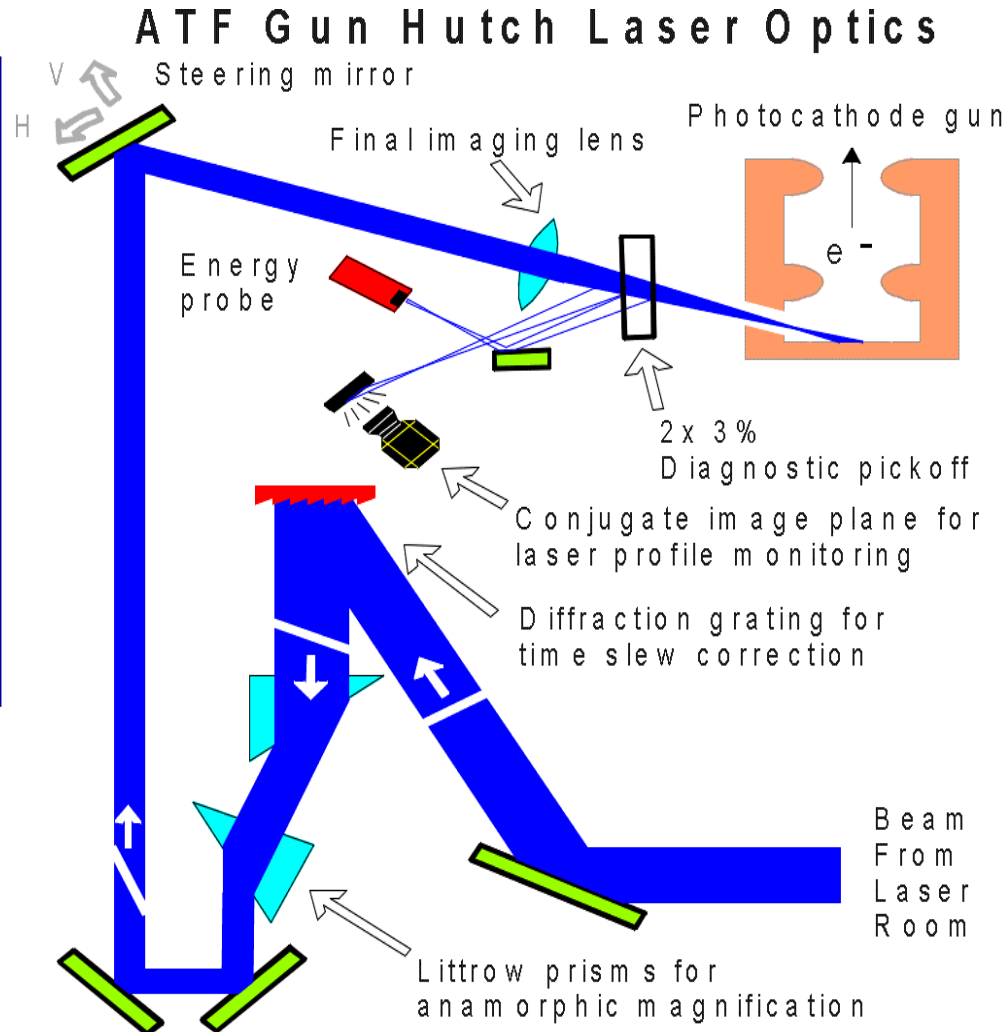 ATF Gun Hutch Laser Optics
V
Steering mirror
H
Final imaging lens
Photocathode gun
e -
Energy
probe
2x 3%
Diagnostic pickoff
Conjugate image plane for
laser profile monitoring
Diffraction grating for
time slew correction
Beam
From
Laser
Room
Littrow prisms for
anamorphic magnification